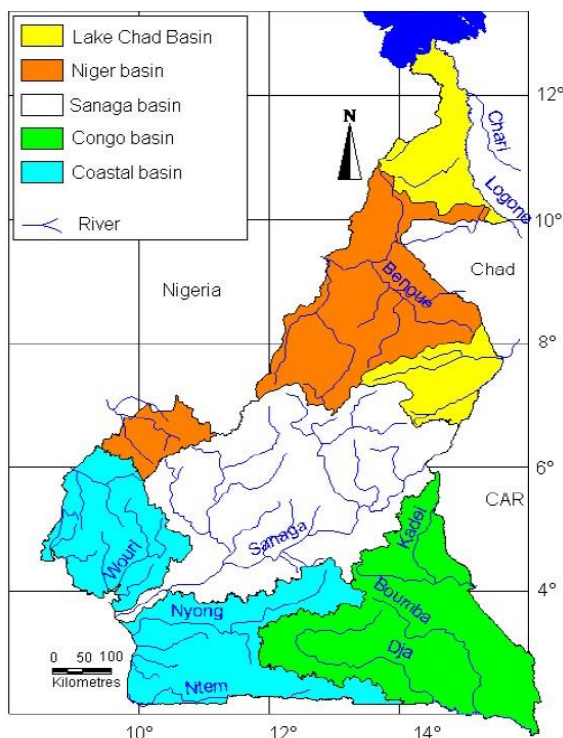 Lake Chad Basin
Niger basin
Sanaga basin
Congo basin
Coastal basin
River
N
12°
Chari
Logone
10°
Chad
Nigeria
Bengue
8°
6°
CAR
Kadei
Sanaga
Wouri
4°
Boumba
Nyong
Dja
0 50 100
Kilometres
Ntem
10° 12° 14°